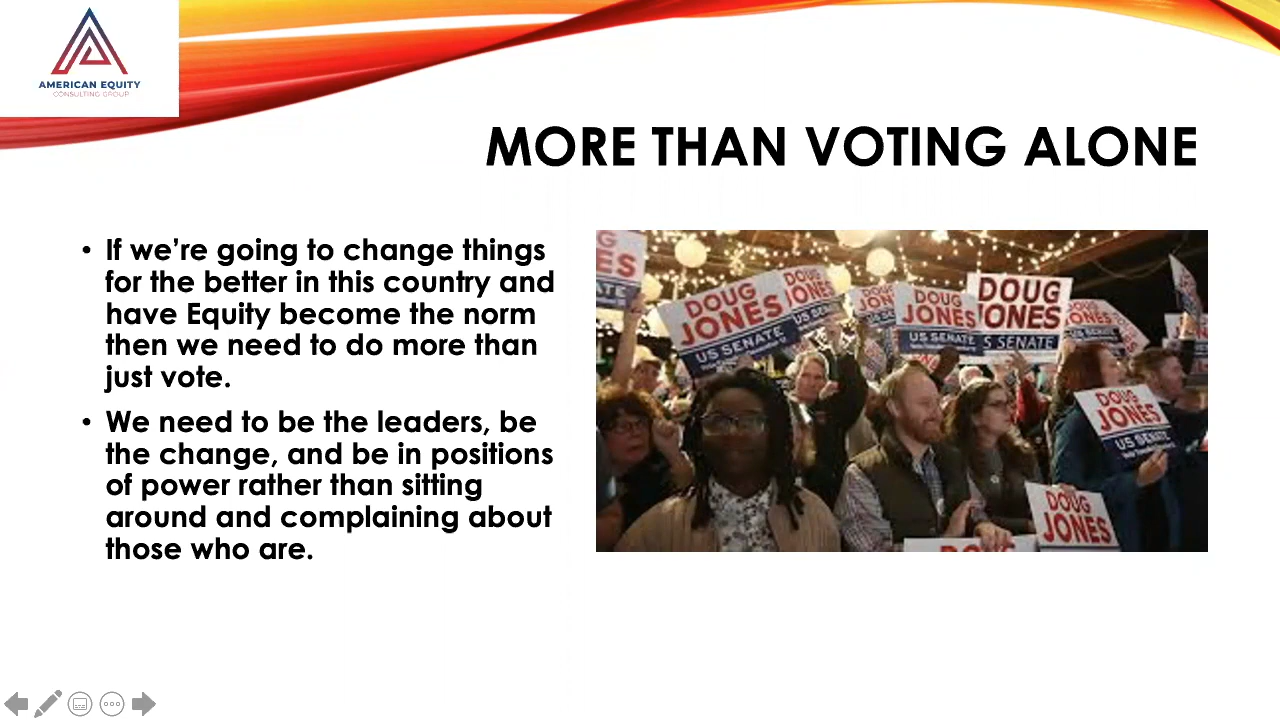 AMERICAN EQUITY
CONSULTING GROUP
MORE THAN VOTING ALONE
• If we're going to change things
for the better in this country and
have Equity become the norm
then we need to do more than
just vote.
• We need to be the leaders, be
the change, and be in positions
of power rather than sitting
around and complaining about
those who are.
G
ES
ATE
DOUG
JONES
US SENATE
DOUG
JONES
US SENATE
DOUG
JON
DOUG
JONES
US SENATE
DOUG
JONES
S SENATE
DOUG
JONES
US SENATE
DOUG
JONES